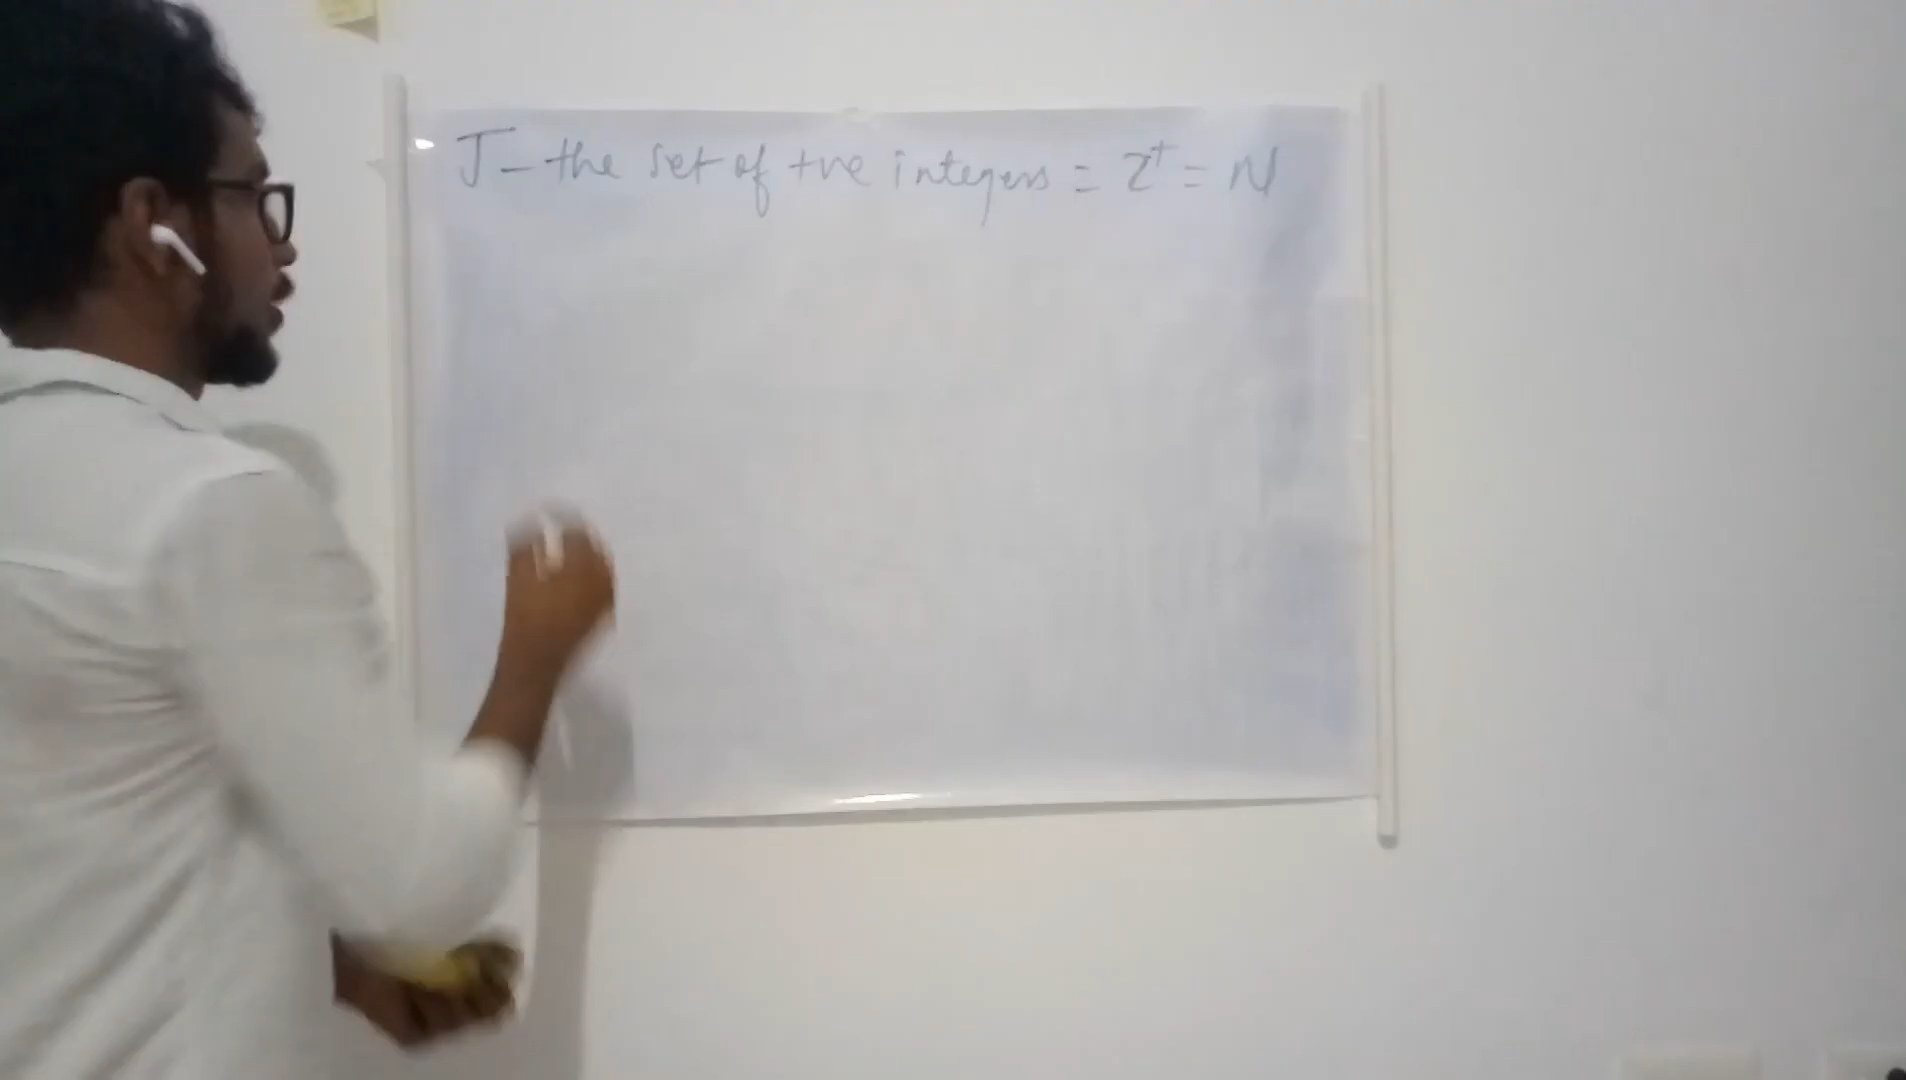 J - the set of +ve integers = Z⁺ = N